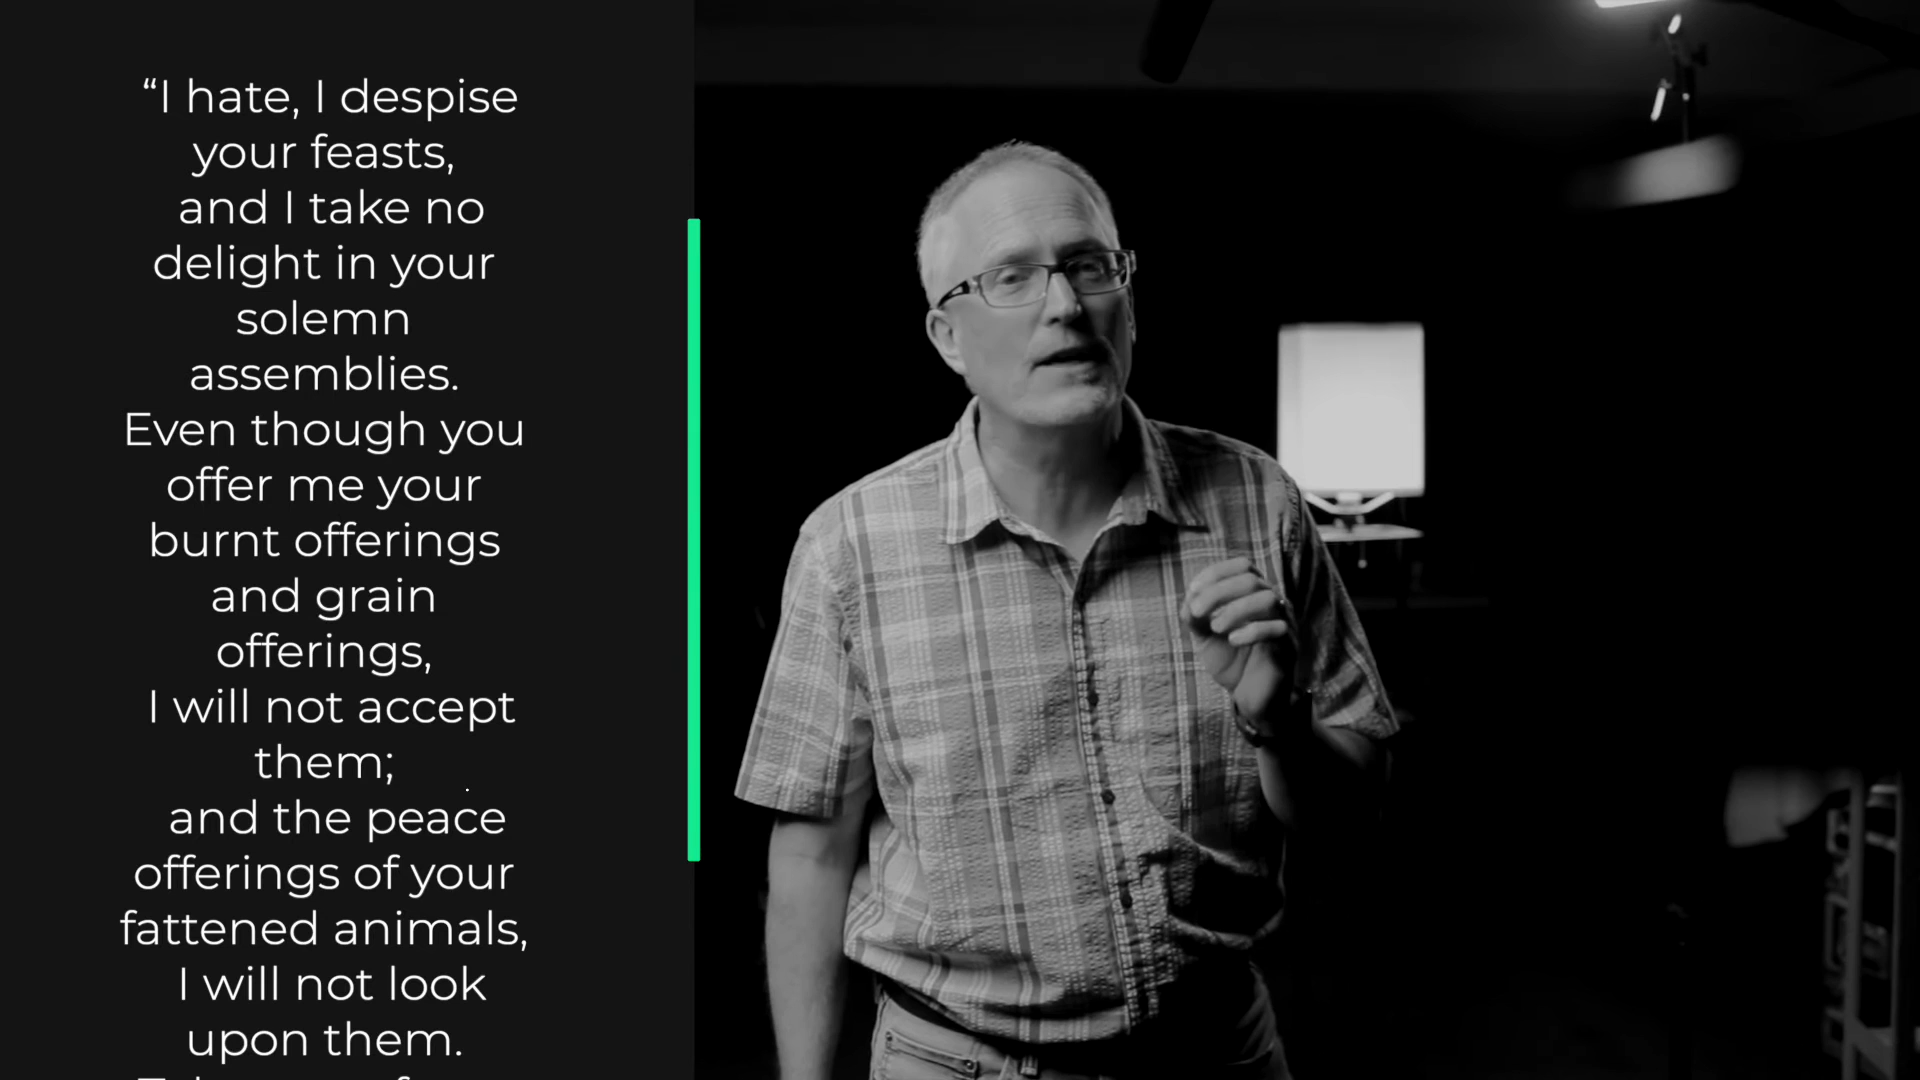 “I hate, I despise
your feasts,
and I take no
delight in your
solemn
assemblies.
Even though you
offer me your
burnt offerings
and grain
offerings,
I will not accept
them;
and the peace
offerings of your
fattened animals,
I will not look
upon them.